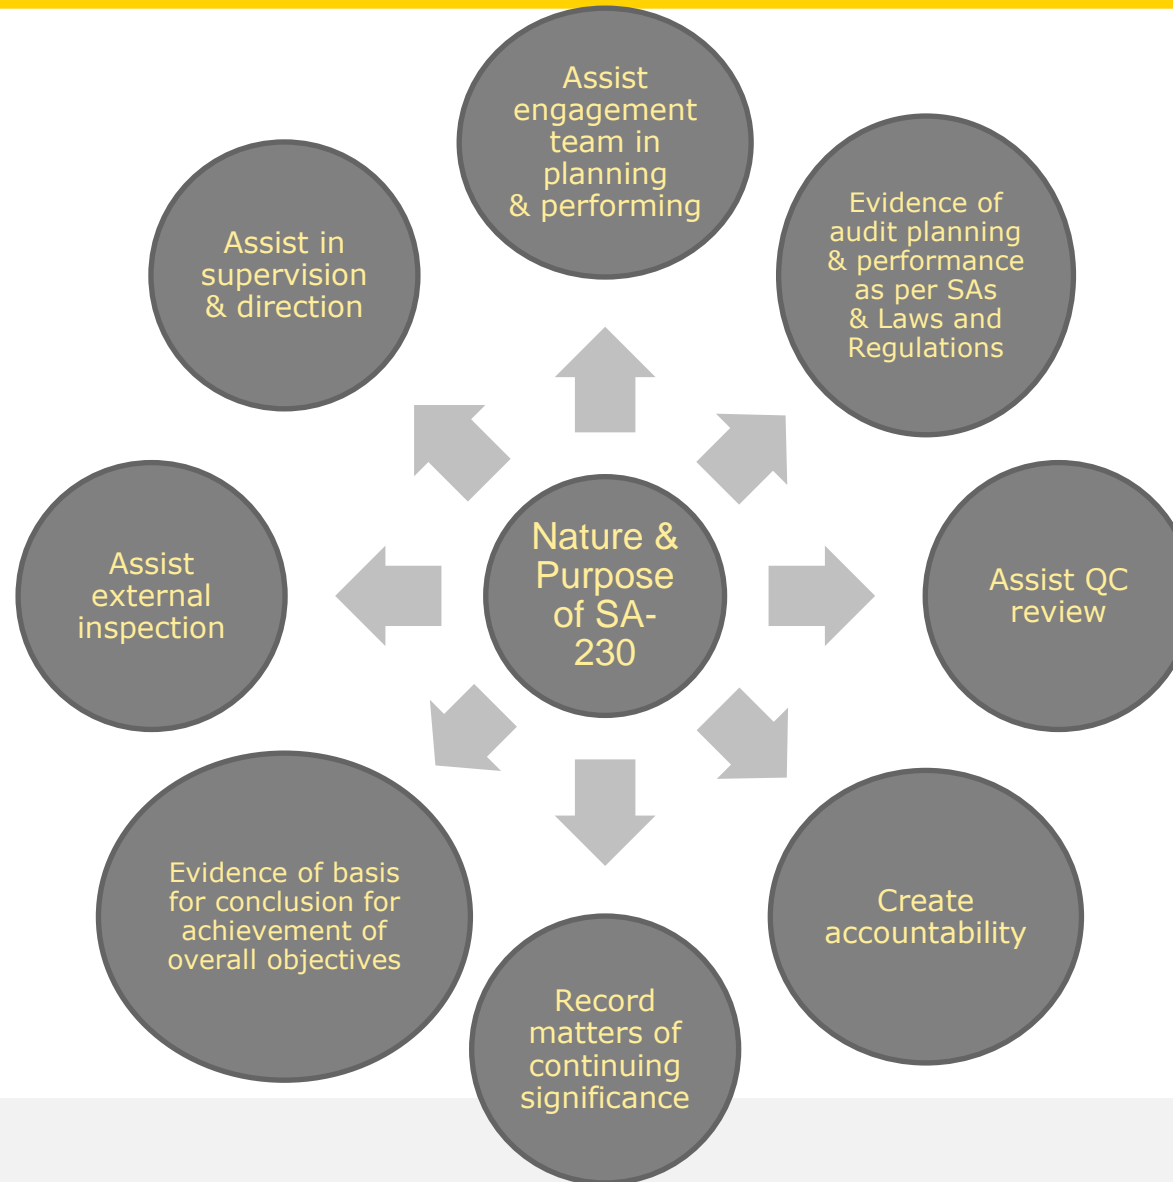 Assist
engagement
team in
planning
& performing
Evidence of
audit planning
& performance
as per SAs
& Laws and
Regulations
Assist QC
review
Create
accountability
Record
matters of
continuing
significance
Evidence of basis
for conclusion for
achievement of
overall objectives
Assist
external
inspection
Assist in
supervision
& direction
Nature &
Purpose
of SA-
230